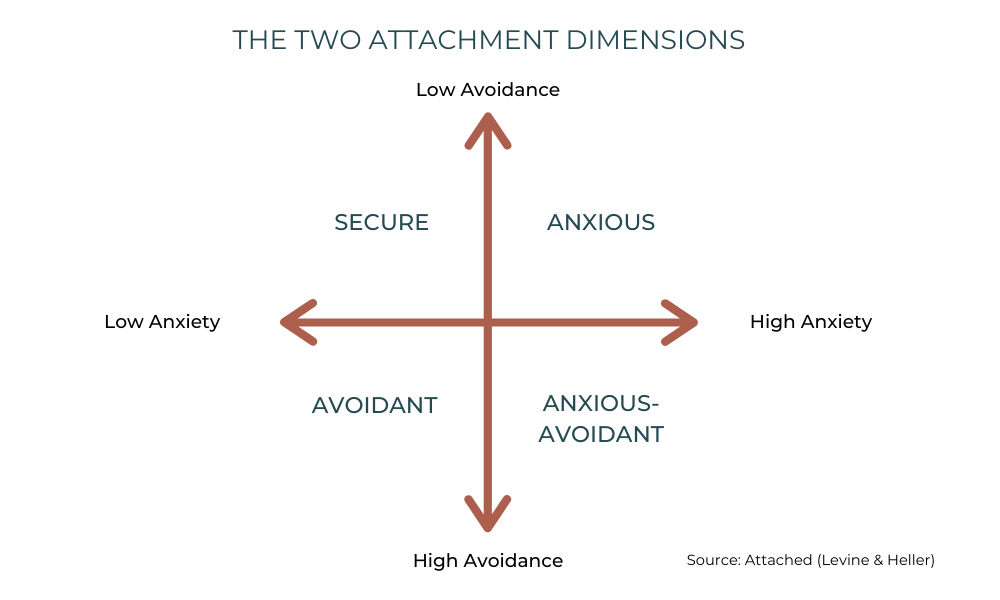 THE TWO ATTACHMENT DIMENSIONS
Low Avoidance
SECURE
ANXIOUS
Low Anxiety
High Anxiety
AVOIDANT
ANXIOUS-
AVOIDANT
High Avoidance
Source: Attached (Levine & Heller)